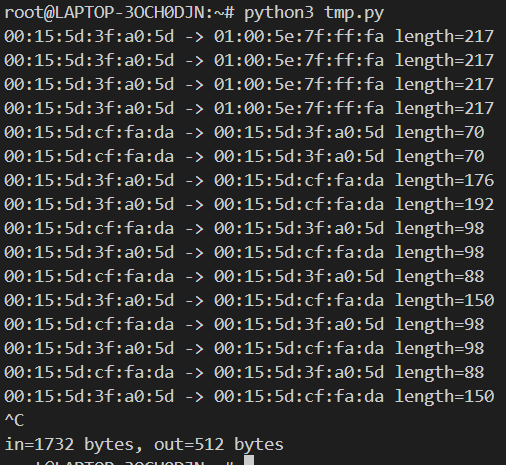 root@LAPTOP-3OCH0DJN:~# python3 tmp.py
00:15:5d:3f:a0:5d -> 01:00:5e:7f:ff:fa length=217
00:15:5d:3f:a0:5d -> 01:00:5e:7f:ff:fa length=217
00:15:5d:3f:a0:5d -> 01:00:5e:7f:ff:fa length=217
00:15:5d:3f:a0:5d -> 01:00:5e:7f:ff:fa length=217
00:15:5d:cf:fa:da -> 00:15:5d:3f:a0:5d length=70
00:15:5d:cf:fa:da -> 00:15:5d:3f:a0:5d length=70
00:15:5d:3f:a0:5d -> 00:15:5d:cf:fa:da length=176
00:15:5d:3f:a0:5d -> 00:15:5d:cf:fa:da length=192
00:15:5d:cf:fa:da -> 00:15:5d:3f:a0:5d length=98
00:15:5d:3f:a0:5d -> 00:15:5d:cf:fa:da length=98
00:15:5d:cf:fa:da -> 00:15:5d:3f:a0:5d length=88
00:15:5d:3f:a0:5d -> 00:15:5d:cf:fa:da length=150
00:15:5d:cf:fa:da -> 00:15:5d:3f:a0:5d length=98
00:15:5d:3f:a0:5d -> 00:15:5d:cf:fa:da length=98
00:15:5d:cf:fa:da -> 00:15:5d:3f:a0:5d length=88
00:15:5d:3f:a0:5d -> 00:15:5d:cf:fa:da length=150
^C
in=1732 bytes, out=512 bytes
root@LAPTOP-3OCH0DJN:~#